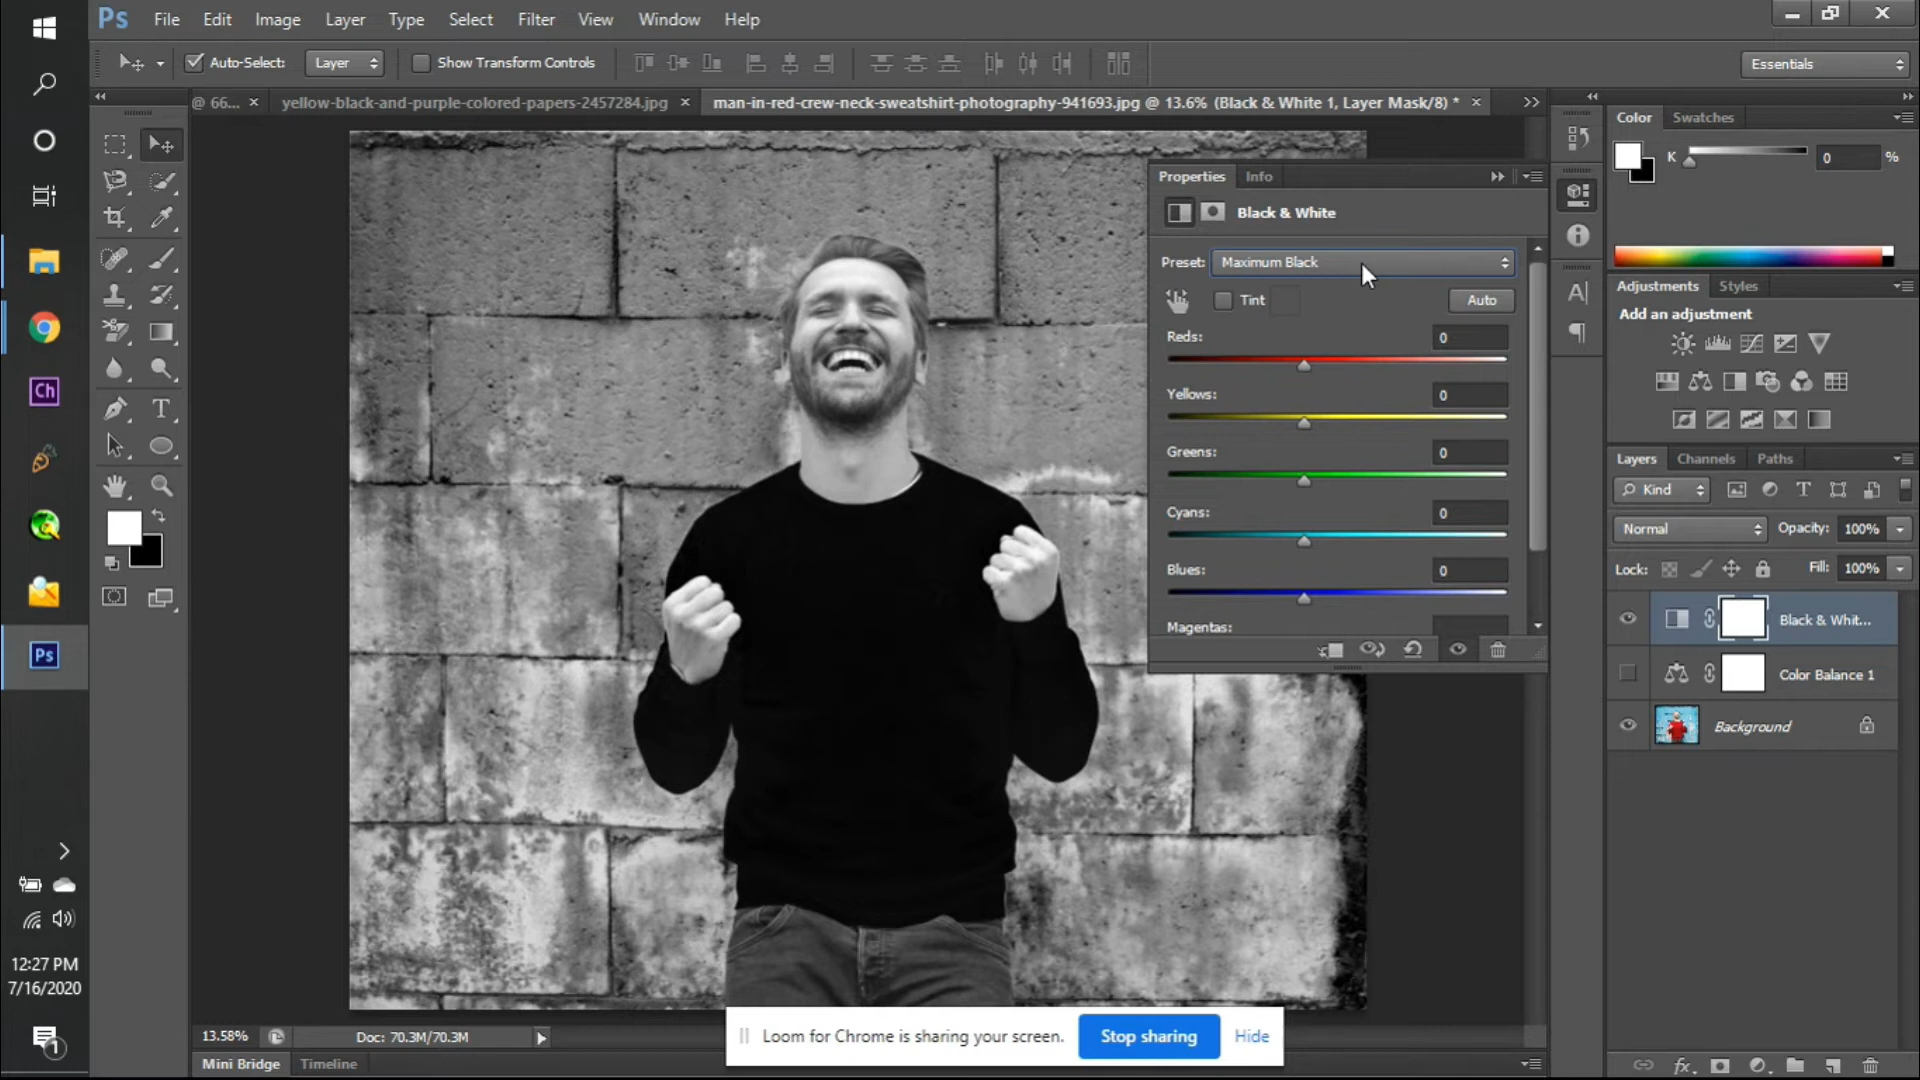 Ps File Edit Image Layer Type Select Filter View Window Help
Auto-Select: Layer Show Transform Controls Essentials
@ 66... × yellow-black-and-purple-colored-papers-2457284.jpg × man-in-red-crew-neck-sweatshirt-photography-941693.jpg @ 13.6% (Black & White 1, Layer Mask/8) * ×
Color Swatches
K 0 %
Properties Info
Black & White
Preset: Maximum Black
Tint Auto
Reds: 0
Yellows: 0
Greens: 0
Cyans: 0
Blues: 0
Magentas:
Adjustments Styles
Add an adjustment
Layers Channels Paths
Kind
Normal Opacity: 100%
Lock: Fill: 100%
Black & Whit...
Color Balance 1
Background
Ch
Ps
12:27 PM
7/16/2020
1
13.58% Doc: 70.3M/70.3M
Loom for Chrome is sharing your screen. Stop sharing Hide
Mini Bridge Timeline